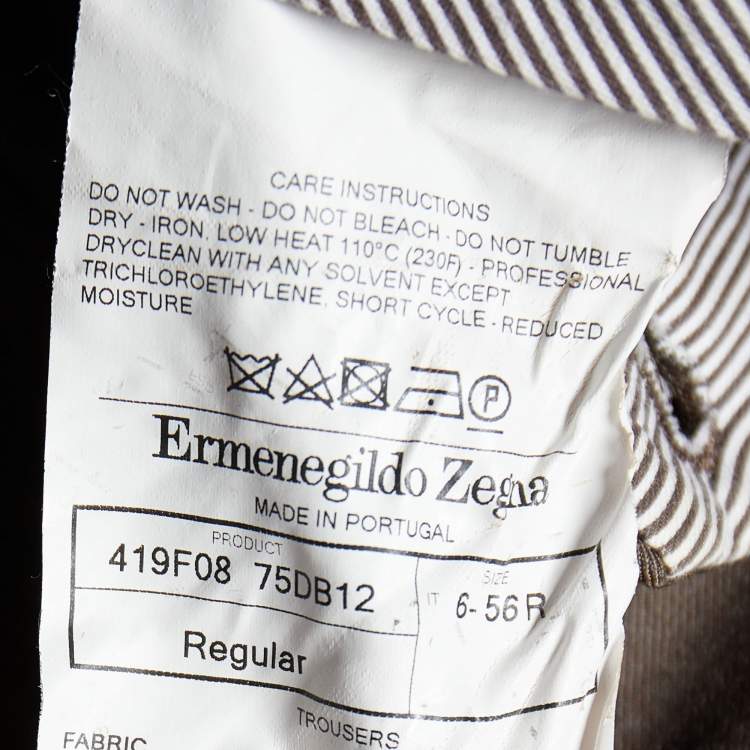 CARE INSTRUCTIONS
DO NOT WASH - DO NOT BLEACH - DO NOT TUMBLE
DRY - IRON, LOW HEAT 110°C (230F) - PROFESSIONAL
DRYCLEAN WITH ANY SOLVENT EXCEPT
TRICHLOROETHYLENE, SHORT CYCLE - REDUCED
MOISTURE
P
Ermenegildo Zegna
MADE IN PORTUGAL
PRODUCT
419F08 75DB12
SIZE
IT 6-56 R 6
Regular
TROUSERS
FABRIC